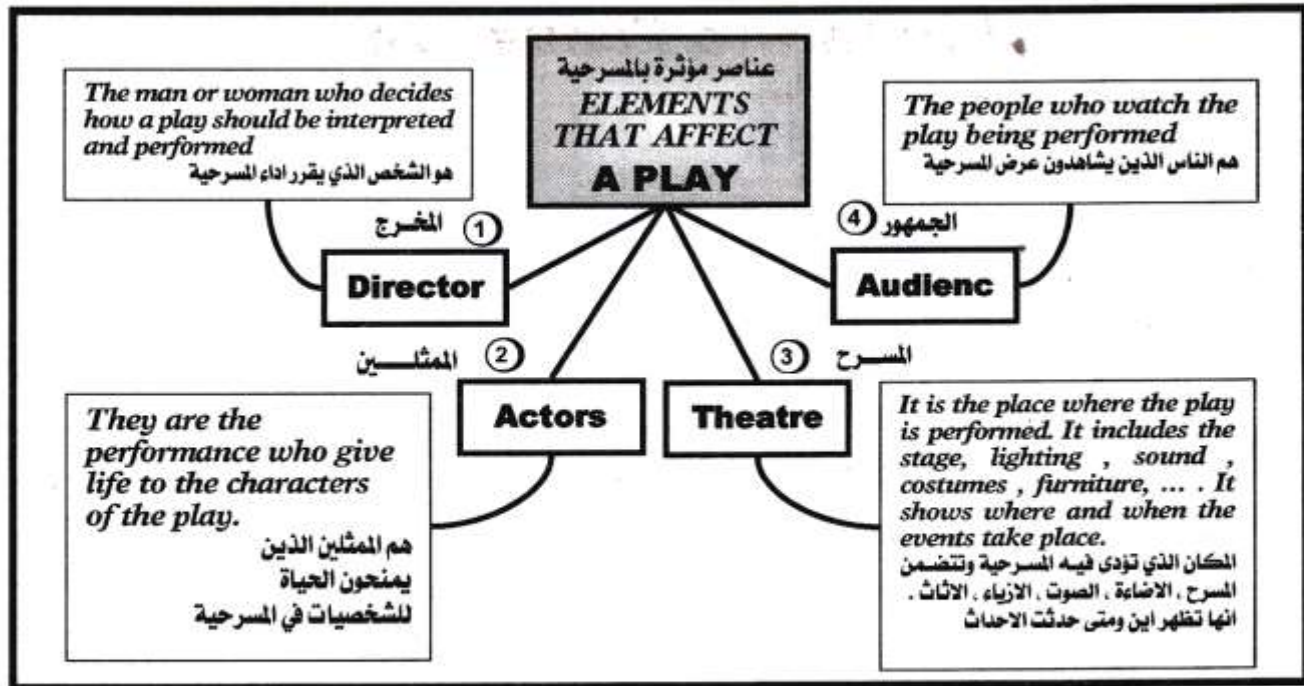 عناصر مؤثرة بالمسرحية
ELEMENTS
THAT AFFECT
A PLAY
The man or woman who decides
how a play should be interpreted
and performed
هو الشخص الذي يقرر اداء المسرحية
المخرج ①
Director
الممثلــــين ②
Actors
They are the
performance who give
life to the characters
of the play.
هم الممثلين الذين
يمنحون الحياة
للشخصيات في المسرحية
③ المســـرح
Theatre
It is the place where the play
is performed. It includes the
stage, lighting , sound ,
costumes , furniture, ... . It
shows where and when the
events take place.
المكان الذي تؤدى فيه المسرحية وتتضمن
المسرح ، الاضاءة ، الصوت ، الازياء ، الاثاث .
انها تظهر اين ومتى حدثت الاحداث
④ الجمهور
Audienc
The people who watch the
play being performed
هم الناس الذين يشاهدون عرض المسرحية